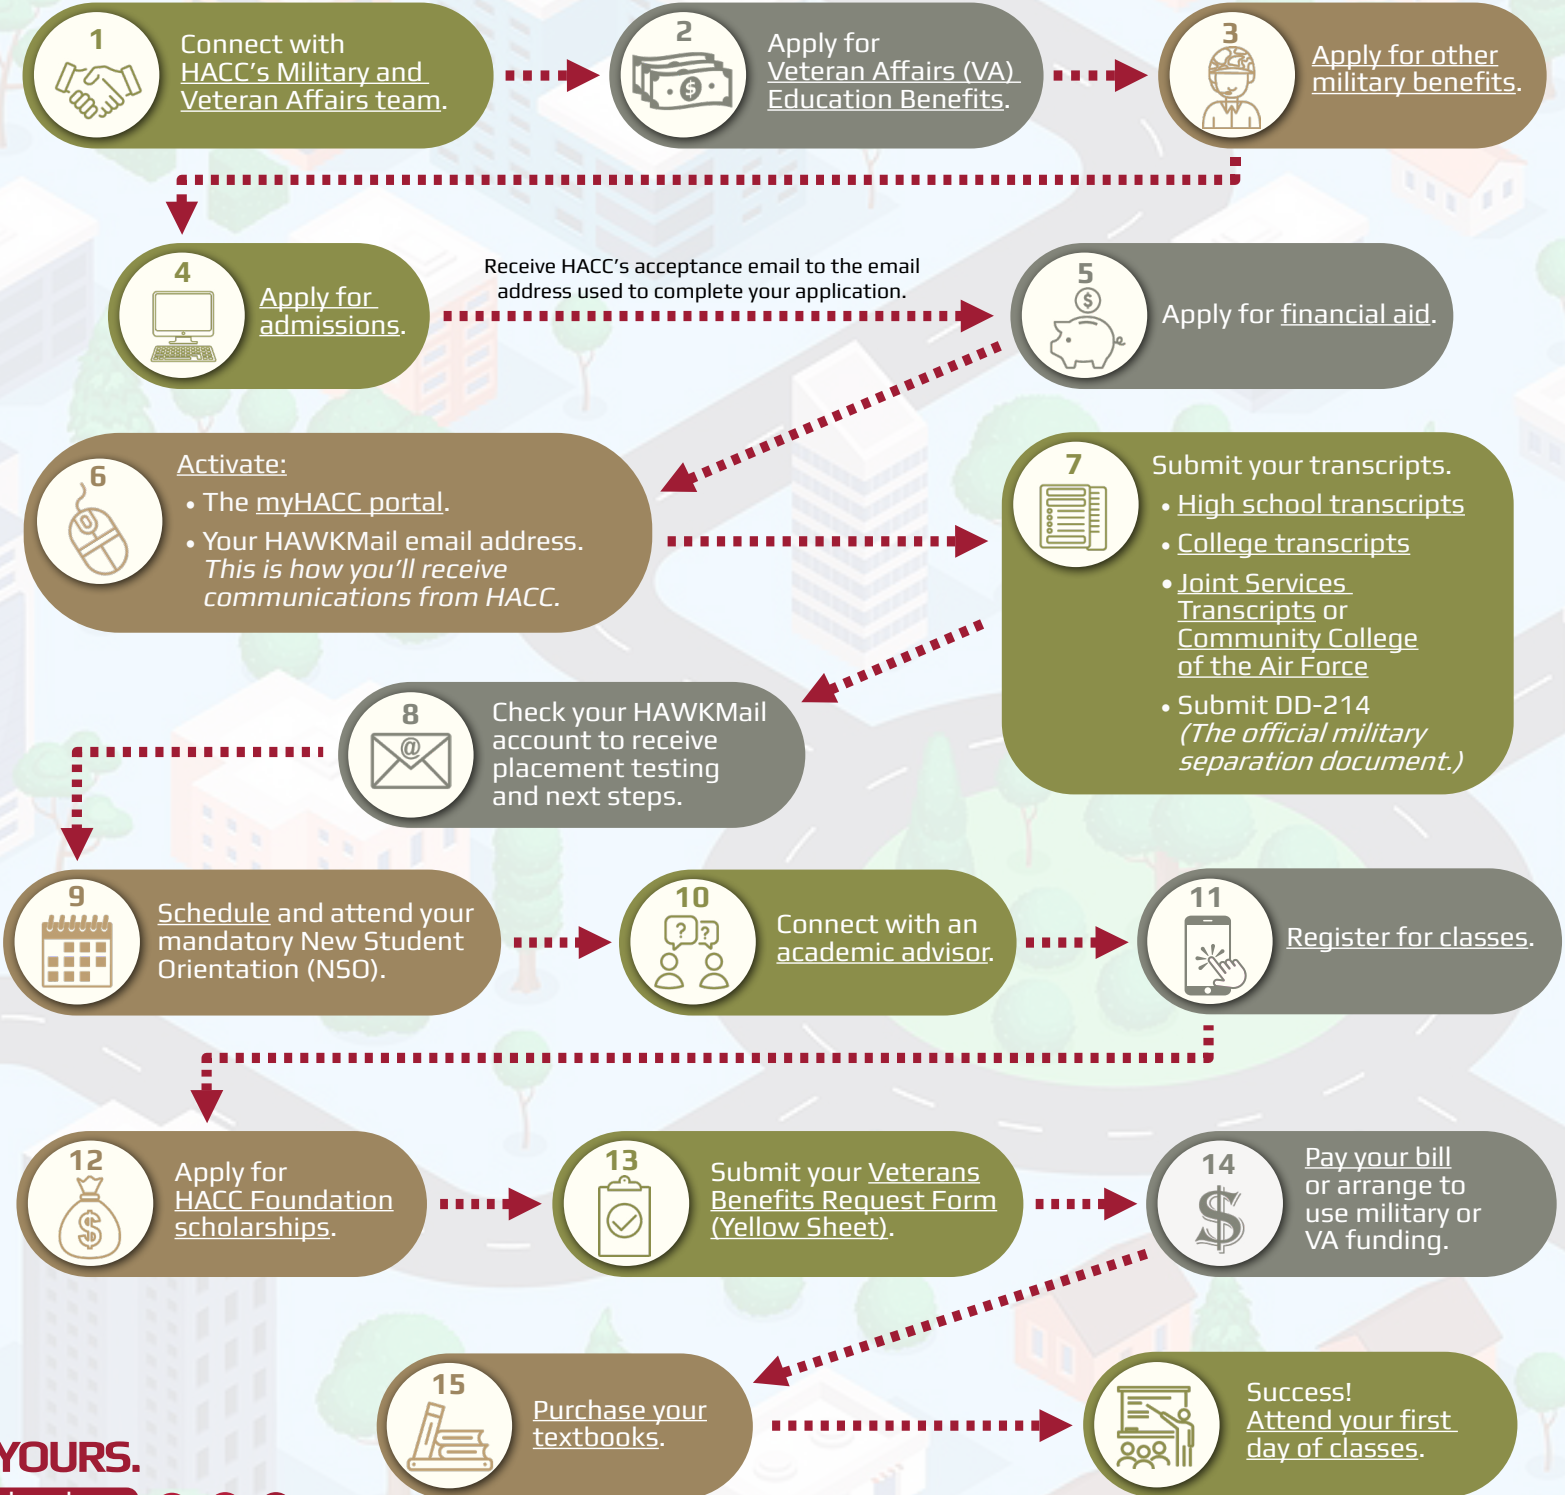 1
Connect with
HACC's Military and
Veteran Affairs team.
2
Apply for
Veteran Affairs (VA)
Education Benefits.
3
Apply for other
military benefits.
4
Apply for
admissions.
Receive HACC's acceptance email to the email
address used to complete your application.
5
Apply for financial aid.
6
Activate:
• The myHACC portal.
• Your HAWKMail email address.
This is how you'll receive
communications from HACC.
7
Submit your transcripts.
• High school transcripts
• College transcripts
• Joint Services
Transcripts or
Community College
of the Air Force
• Submit DD-214
(The official military
separation document.)
8
Check your HAWKMail
account to receive
placement testing
and next steps.
9
Schedule and attend your
mandatory New Student
Orientation (NSO).
10
Connect with an
academic advisor.
11
Register for classes.
12
Apply for
HACC Foundation
scholarships.
13
Submit your Veterans
Benefits Request Form
(Yellow Sheet).
14
Pay your bill
or arrange to
use military or
VA funding.
15
Purchase your
textbooks.
Success!
Attend your first
day of classes.
YOURS.